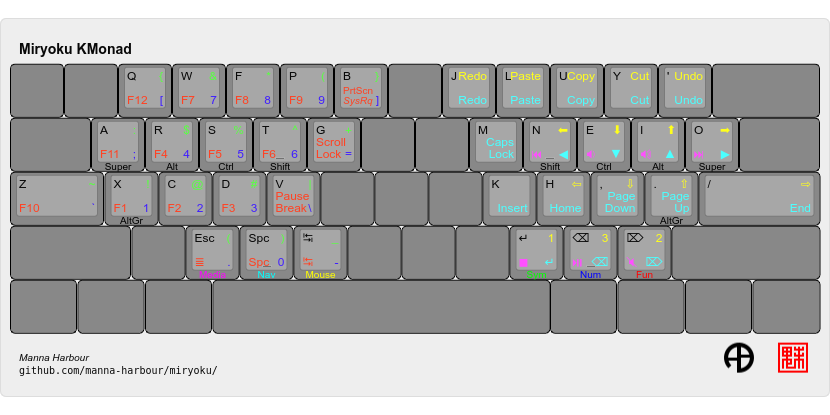 Miryoku KMonad
Q F12 [
W & F7 7
F * F8 8
P F9 9
B PrtScn SysRq ]
J Redo Redo
L Paste Paste
U Copy Copy
Y Cut Cut
' Undo Undo
A F11 ; Super
R $ F4 4 Alt
S % F5 5 Ctrl
T ^ F6 6 Shift
G + Scroll Lock =
M Caps Lock
N ⬅ ◀ Shift
E ⬇ ▼ Ctrl
I ⬆ ▲ Alt
O ➡ ▶ Super
Z ~ F10 `
X ! F1 1 AltGr
C @ F2 2
D # F3 3
V | Pause Break \
K Insert
H ⇦ Home
, ⇩ Page Down
. ⇧ Page Up AltGr
/ ⇨ End
Esc ( ☰ . Media
Spc ) Spc 0 Nav
↹ _ ↹ - Mouse
↵ 1 ■ ↵ Sym
⌫ 3 ⌫ Num
⌦ 2 ⌦ Fun
Manna Harbour
github.com/manna-harbour/miryoku/